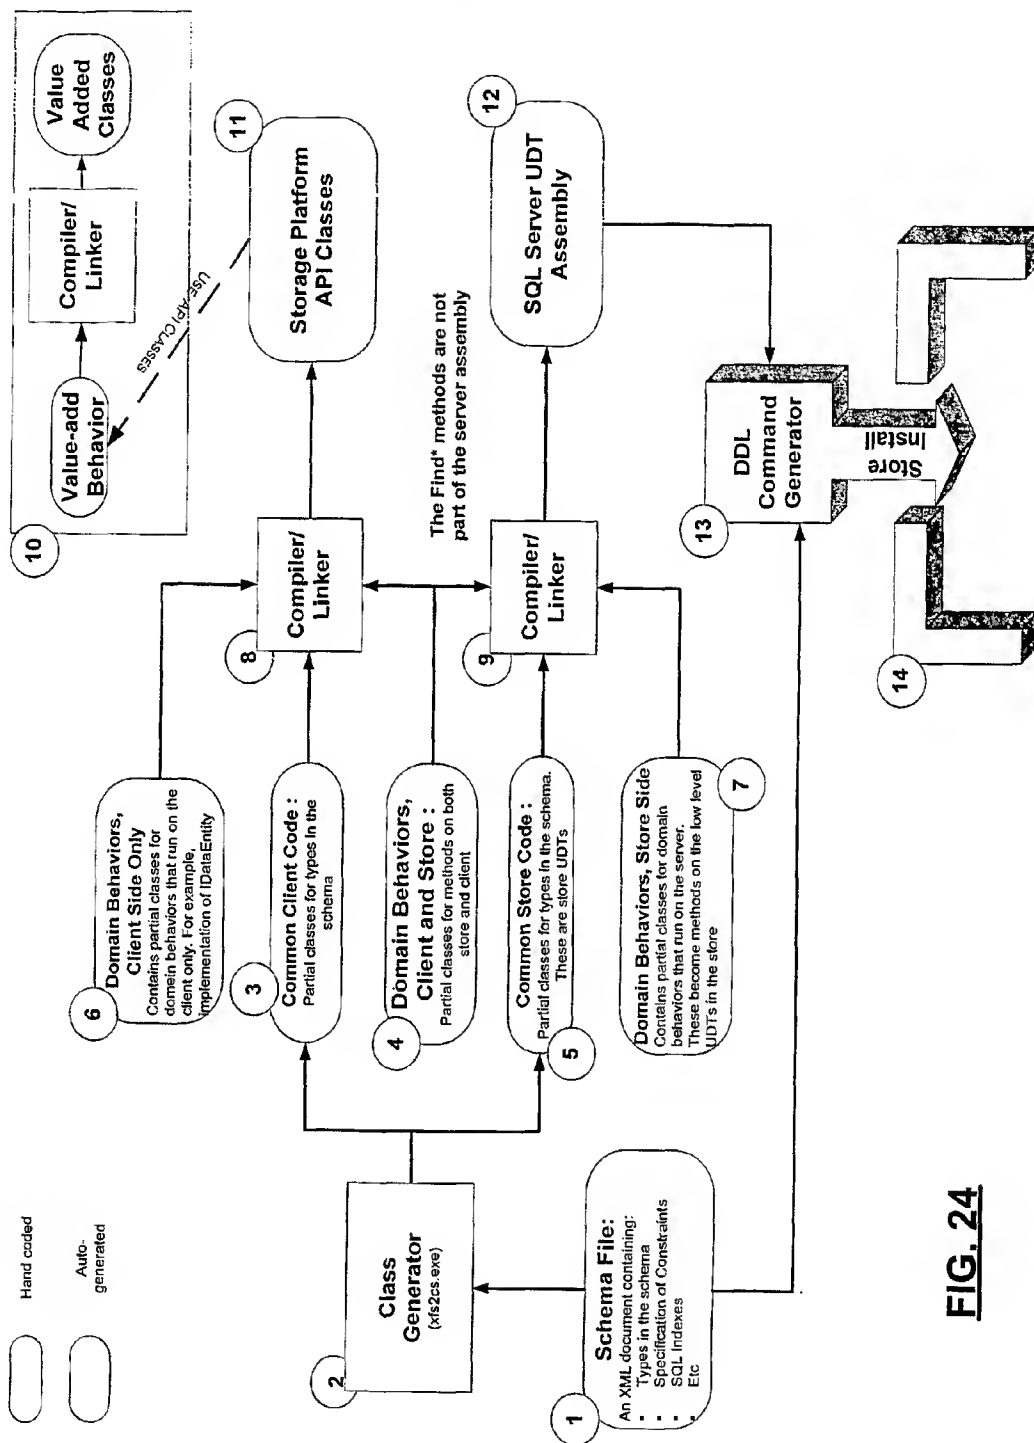 Hand coded
Auto-
generated
1
Schema File:
An XML document containing:
▪ Types in the schema
▪ Specification of Constraints
▪ SQL Indexes
▪ Etc
2
Class
Generator
(xfs2cs.exe)
6
Domain Behaviors,
Client Side Only
Contains partial classes for
domein behaviors that run on the
client only. For example,
implementation of IDataEntity
3
Common Client Code :
Partial classes for types in the
schema
4
Domain Behaviors,
Client and Store :
Partial classes for methods on both
store and client
5
Common Store Code :
Partial classes for types in the schema.
These are store UDTs
7
Domain Behaviors, Store Side
Contains partial classes for domain
behaviors that run on the server.
These become methods on the low level
UDTs in the store
8
Compiler/
Linker
9
Compiler/
Linker
The Find* methods are not
part of the server assembly
10
Value-add
Behavior
Compiler/
Linker
Value
Added
Classes
USE API CLASSES
11
Storage Platform
API Classes
12
SQL Server UDT
Assembly
13
DDL
Command
Generator
Store
Install
14
FIG. 24